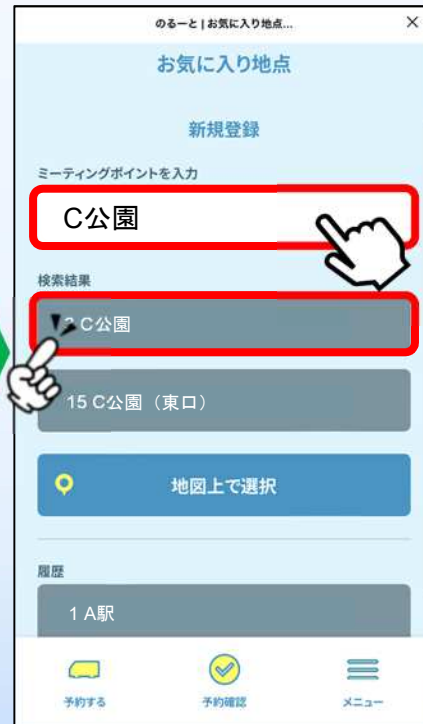 のるーと | お気に入り地点...
お気に入り地点
新規登録
ミーティングポイントを入力
C公園
検索結果
C公園
15 C公園（東口）
地図上で選択
履歴
1 A駅
予約する
予約確認
メニュー